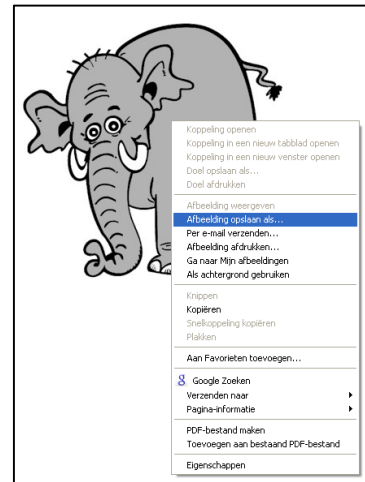 Koppeling openen
Koppeling in een nieuw tabblad openen
Koppeling in een nieuw venster openen
Doel opslaan als...
Doel afdrukken
Afbeelding weergeven
Afbeelding opslaan als...
Per e-mail verzenden...
Afbeelding afdrukken...
Ga naar Mijn afbeeldingen
Als achtergrond gebruiken
Knippen
Kopiëren
Snelkoppeling kopiëren
Plakken
Aan Favorieten toevoegen...
Google Zoeken
Verzenden naar
Pagina-informatie
PDF-bestand maken
Toevoegen aan bestaand PDF-bestand
Eigenschappen